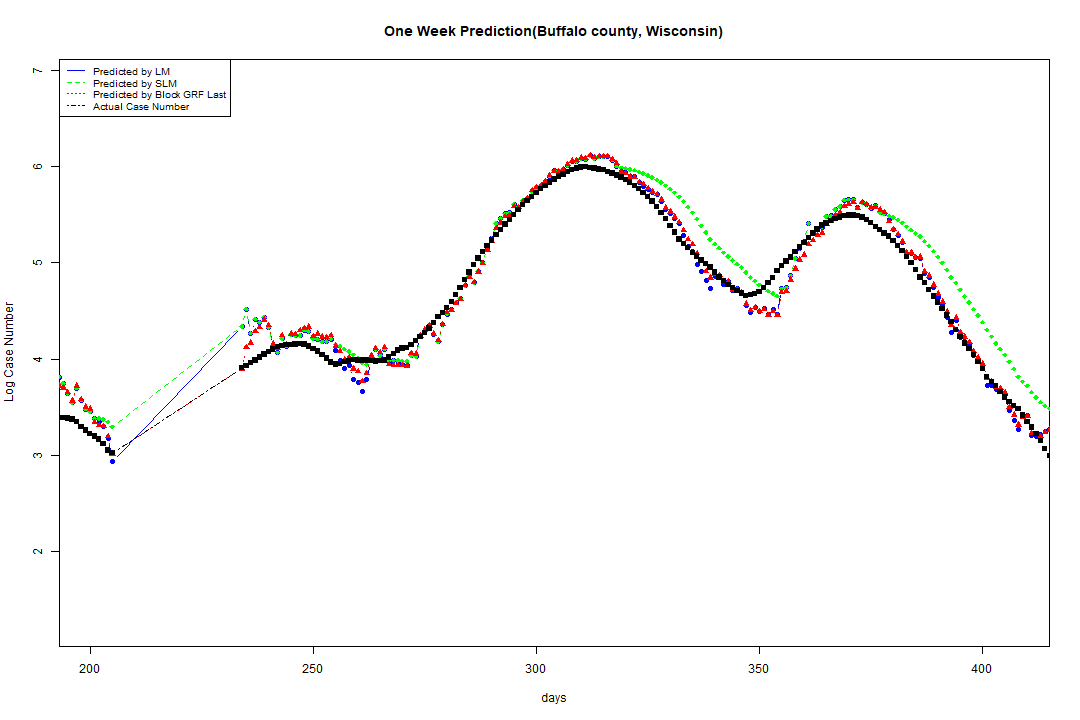 One Week Prediction(Buffalo county, Wisconsin)
Predicted by LM
Predicted by SLM
Predicted by Block GRF Last
Actual Case Number
7
6
5
4
3
2
Log Case Number
200 250 300 350 400
days